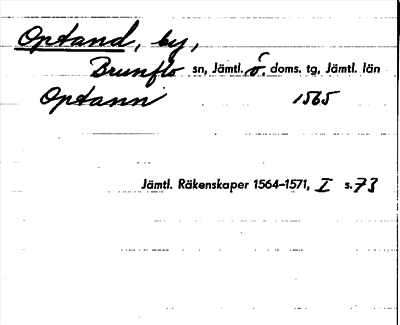 Optand, by,
Brunflo sn, Jämtl. ö. doms. tg, Jämtl. län
Optann 1565
Jämtl. Räkenskaper 1564–1571, I s. 73